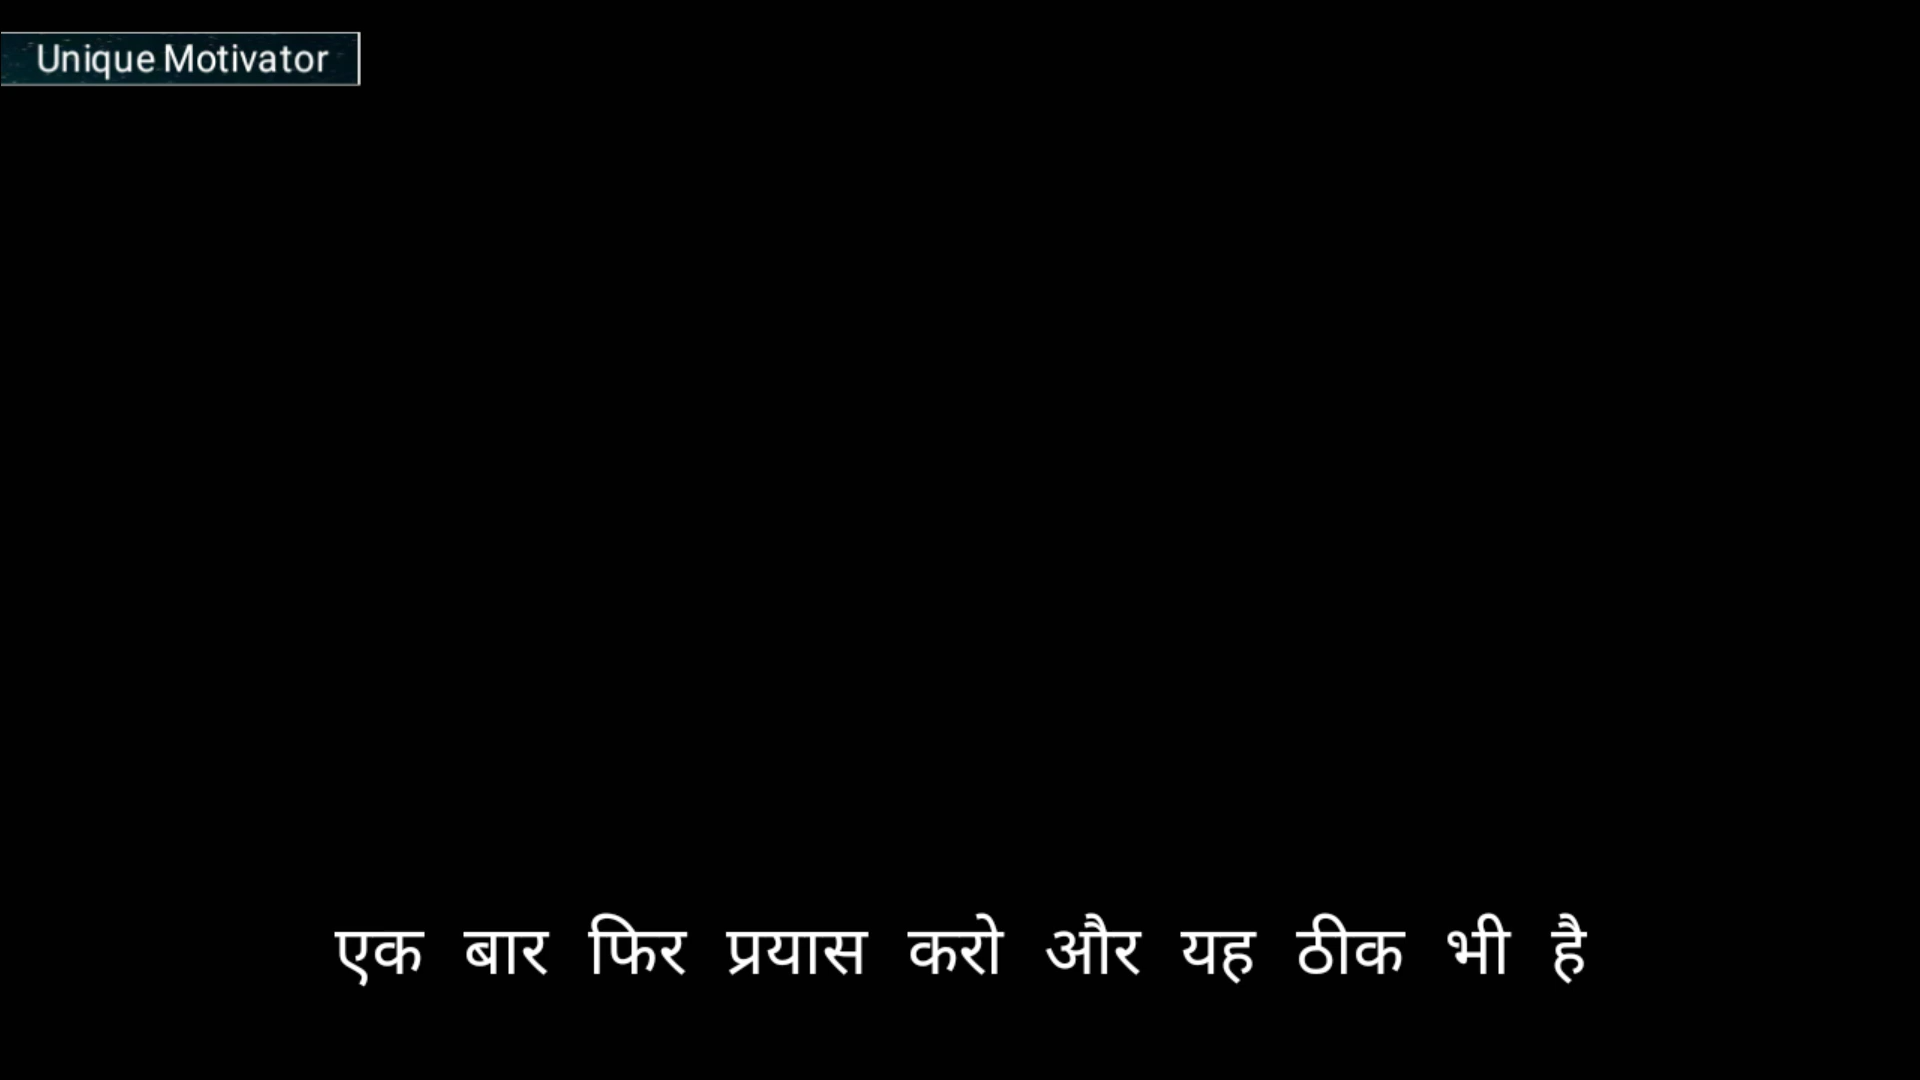 Unique Motivator
एक बार फिर प्रयास करो और यह ठीक भी है